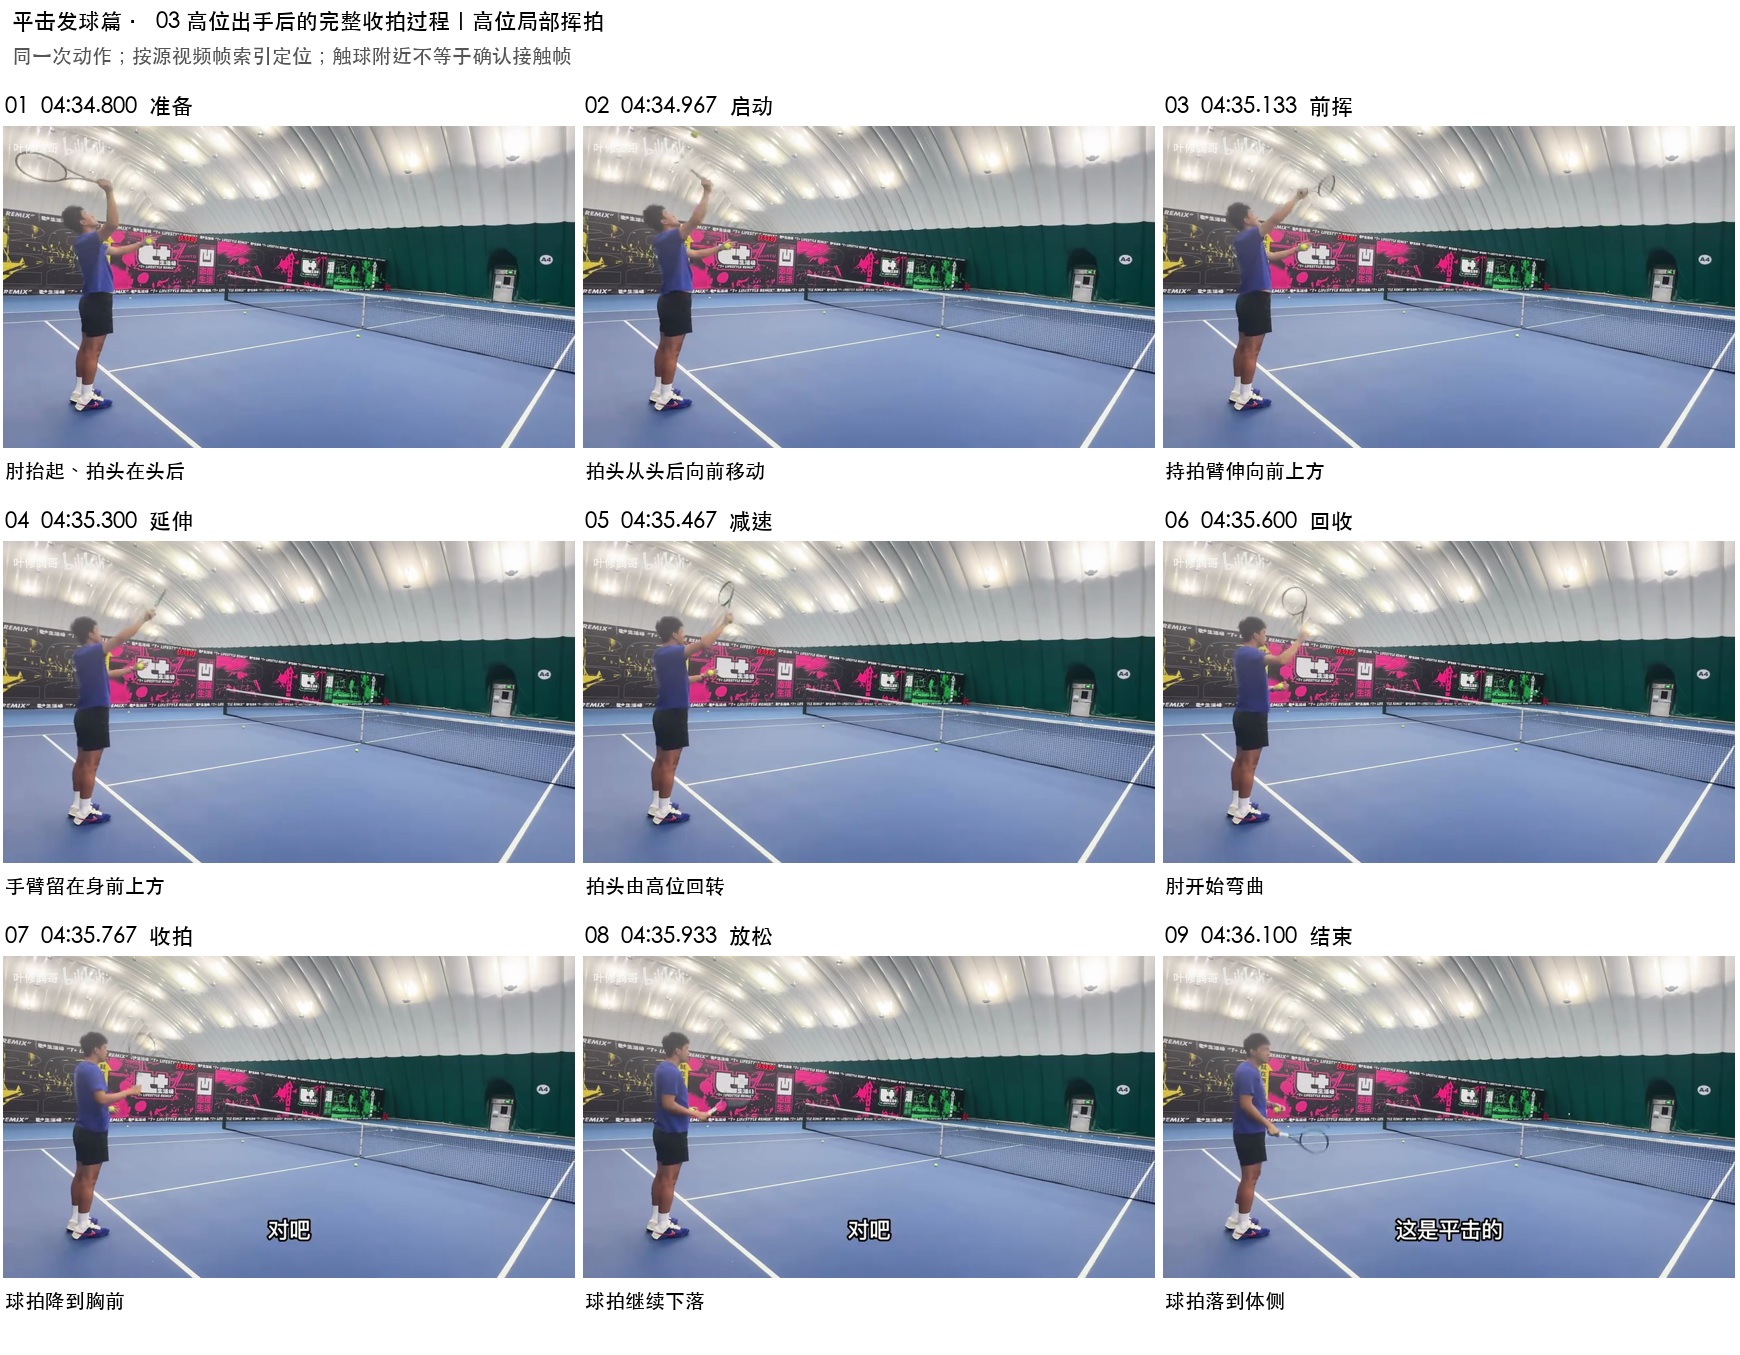 平击发球篇 · 03 高位出手后的完整收拍过程 | 高位局部挥拍
同一次动作；按源视频帧索引定位；触球附近不等于确认接触帧
01 04:34.800 准备
02 04:34.967 启动
03 04:35.133 前挥
肘抬起、拍头在头后
拍头从头后向前移动
持拍臂伸向前上方
04 04:35.300 延伸
05 04:35.467 减速
06 04:35.600 回收
手臂留在身前上方
拍头由高位回转
肘开始弯曲
07 04:35.767 收拍
08 04:35.933 放松
09 04:36.100 结束
对吧
对吧
这是平击的
球拍降到胸前
球拍继续下落
球拍落到体侧